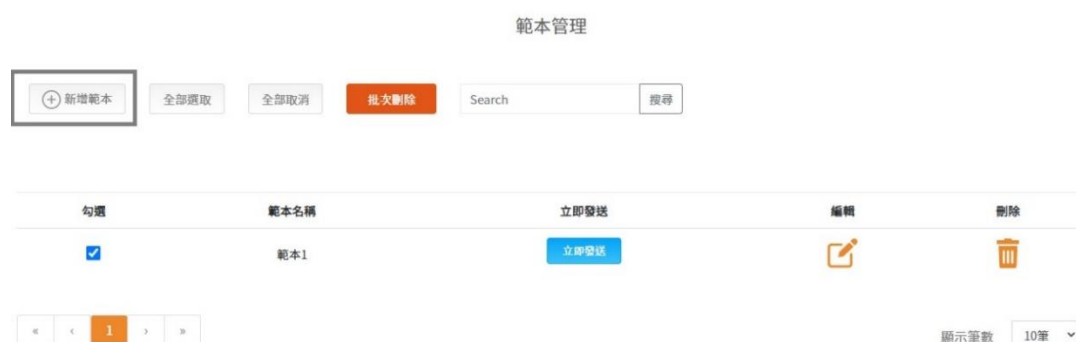 範本管理
新增範本 全部選取 全部取消 批次刪除 Search 搜尋
勾選 範本名稱 立即發送 編輯 刪除
範本1 立即發送
« ‹ 1 › » 顯示筆數 10筆